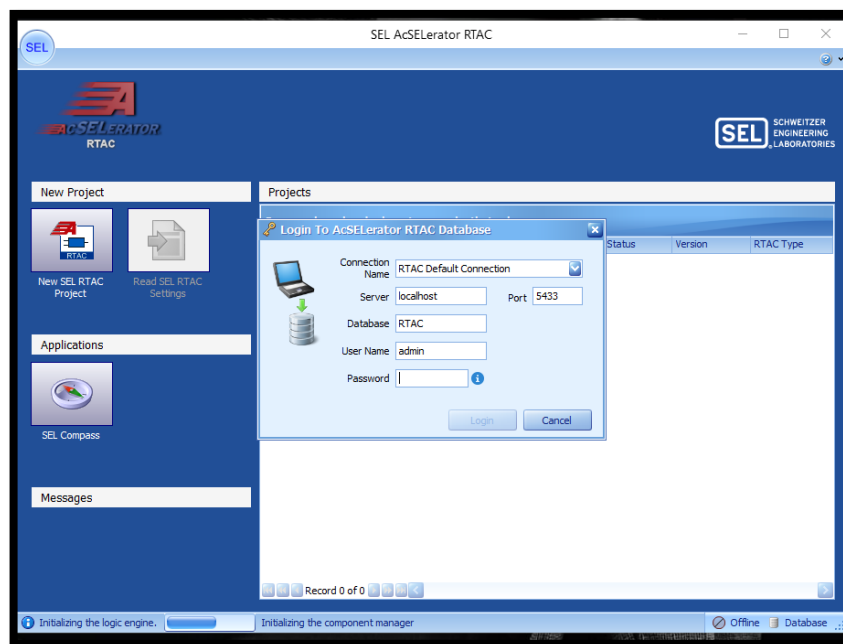 SEL AcSELerator RTAC
SEL
AcSELERATOR
RTAC
SEL SCHWEITZER
ENGINEERING
LABORATORIES
New Project
Projects
RTAC
New SEL RTAC
Project
Read SEL RTAC
Settings
Status Version RTAC Type
Login To AcSELerator RTAC Database
Connection
Name RTAC Default Connection
Server localhost Port 5433
Database RTAC
User Name admin
Password
Login Cancel
Applications
SEL Compass
Messages
Record 0 of 0
Initializing the logic engine. Initializing the component manager Offline Database